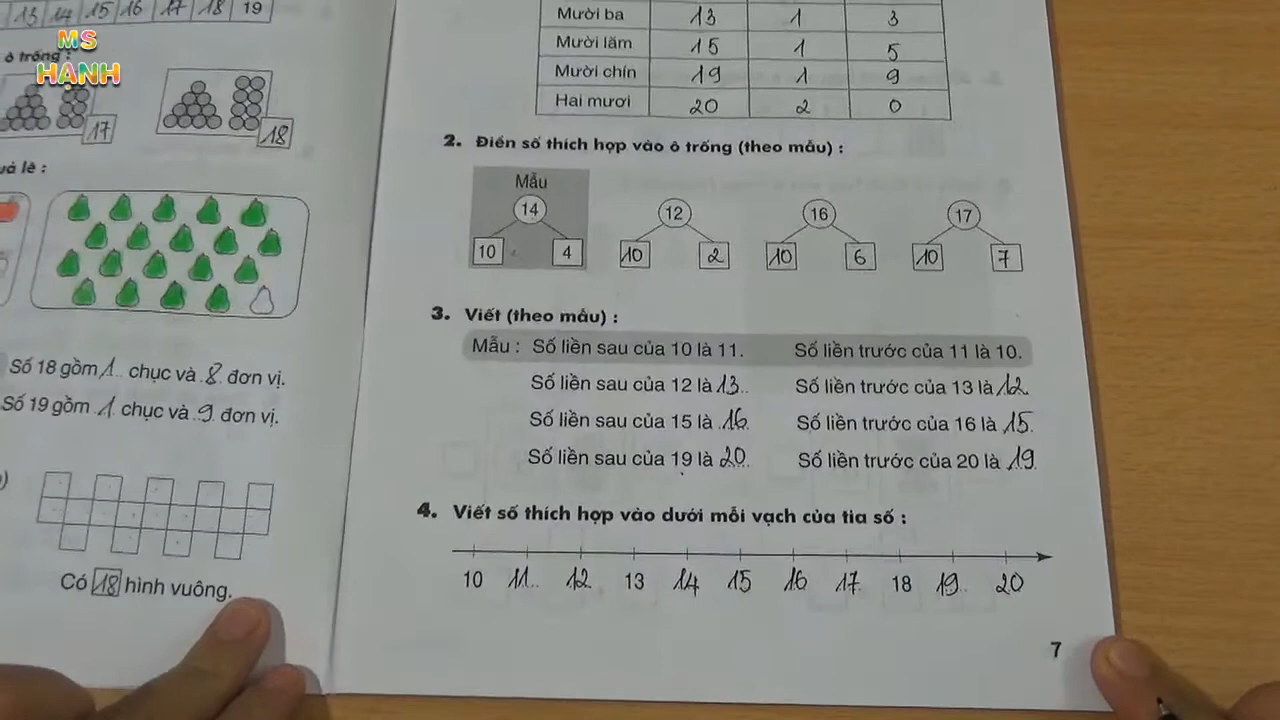 13 14 15 16 17 18 19
MS
HẠNH
ô trống :
17 18
uả lê :
Số 18 gồm 1 chục và 8 đơn vị.
Số 19 gồm 1 chục và 9 đơn vị.
)
Có 18 hình vuông.
Mười ba 13 1 3
Mười lăm 15 1 5
Mười chín 19 1 9
Hai mươi 20 2 0
2. Điền số thích hợp vào ô trống (theo mẫu) :
Mẫu
14 12 16 17
10 4 10 2 10 6 10 7
3. Viết (theo mẫu) :
Mẫu : Số liền sau của 10 là 11. Số liền trước của 11 là 10.
Số liền sau của 12 là 13.. Số liền trước của 13 là 12
Số liền sau của 15 là .16. Số liền trước của 16 là 15.
Số liền sau của 19 là 20.. Số liền trước của 20 là 19.
4. Viết số thích hợp vào dưới mỗi vạch của tia số :
10 11.. 12.. 13 14 15 16 17. 18 19.. 20
7